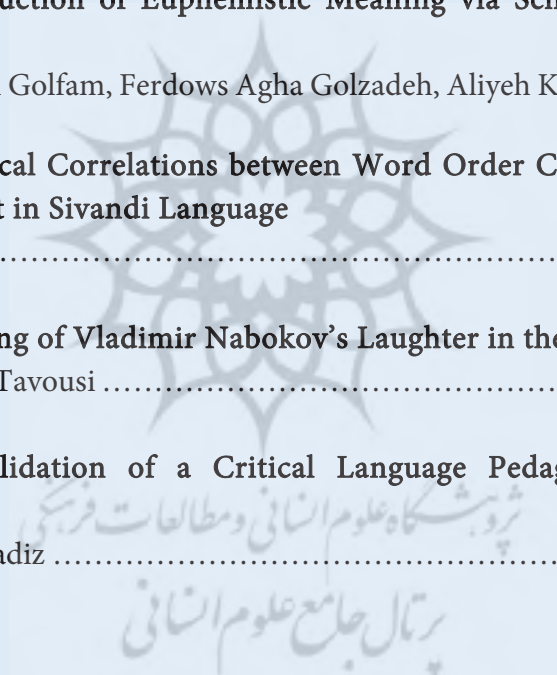 uction of Euphemistic Meaning via Sch
Golfam, Ferdows Agha Golzadeh, Aliyeh K
cal Correlations between Word Order C
t in Sivandi Language
........................................................
ng of Vladimir Nabokov’s Laughter in the
Tavousi .............................................
lidation of a Critical Language Pedag
پژوهشگاه علوم انسانی و مطالعات فرهنگی
adiz ..................................................
پرتال جامع علوم انسانی